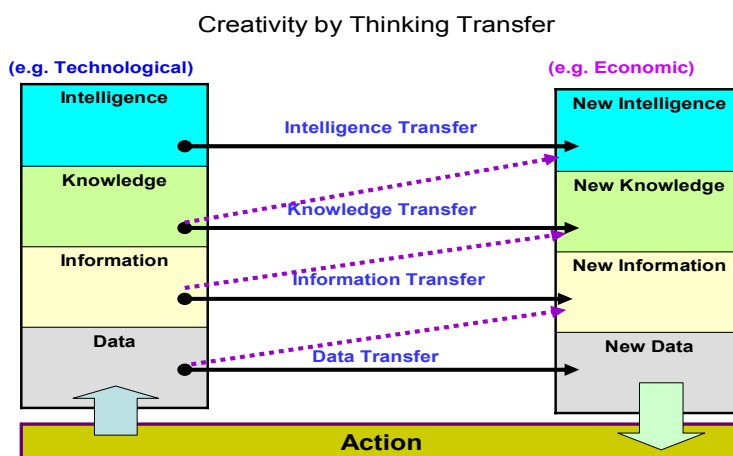 Creativity by Thinking Transfer
(e.g. Technological)
(e.g. Economic)
Intelligence
New Intelligence
Intelligence Transfer
Knowledge
New Knowledge
Knowledge Transfer
Information
New Information
Information Transfer
Data
New Data
Data Transfer
Action